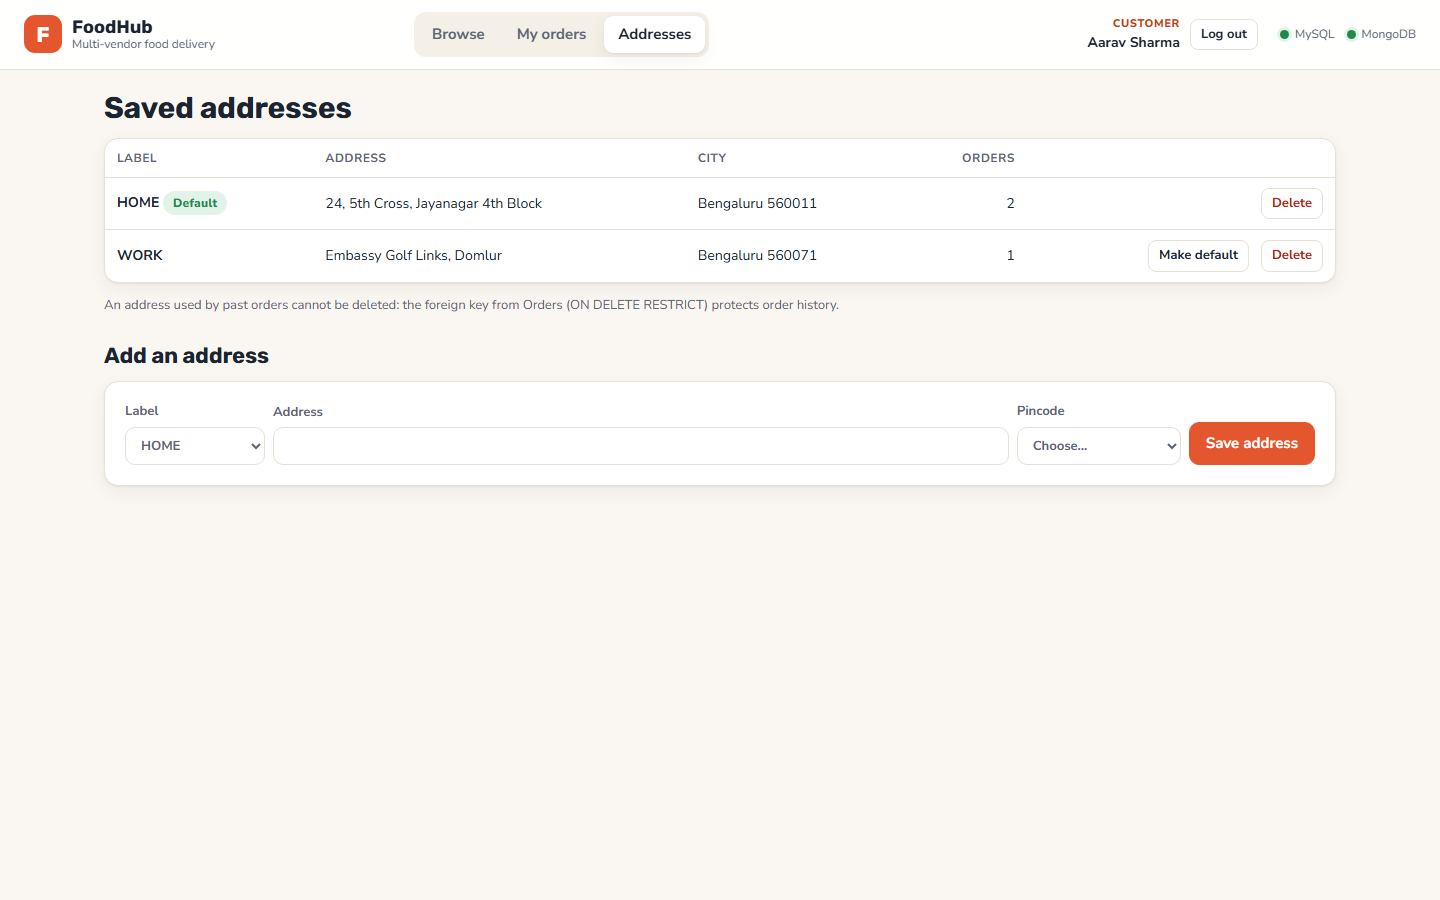 F
FoodHub
Multi-vendor food delivery
Browse My orders Addresses
CUSTOMER
Aarav Sharma
Log out
MySQL MongoDB
Saved addresses
LABEL ADDRESS CITY ORDERS
HOME Default 24, 5th Cross, Jayanagar 4th Block Bengaluru 560011 2 Delete
WORK Embassy Golf Links, Domlur Bengaluru 560071 1 Make default Delete
An address used by past orders cannot be deleted: the foreign key from Orders (ON DELETE RESTRICT) protects order history.
Add an address
Label Address Pincode
HOME Choose... Save address